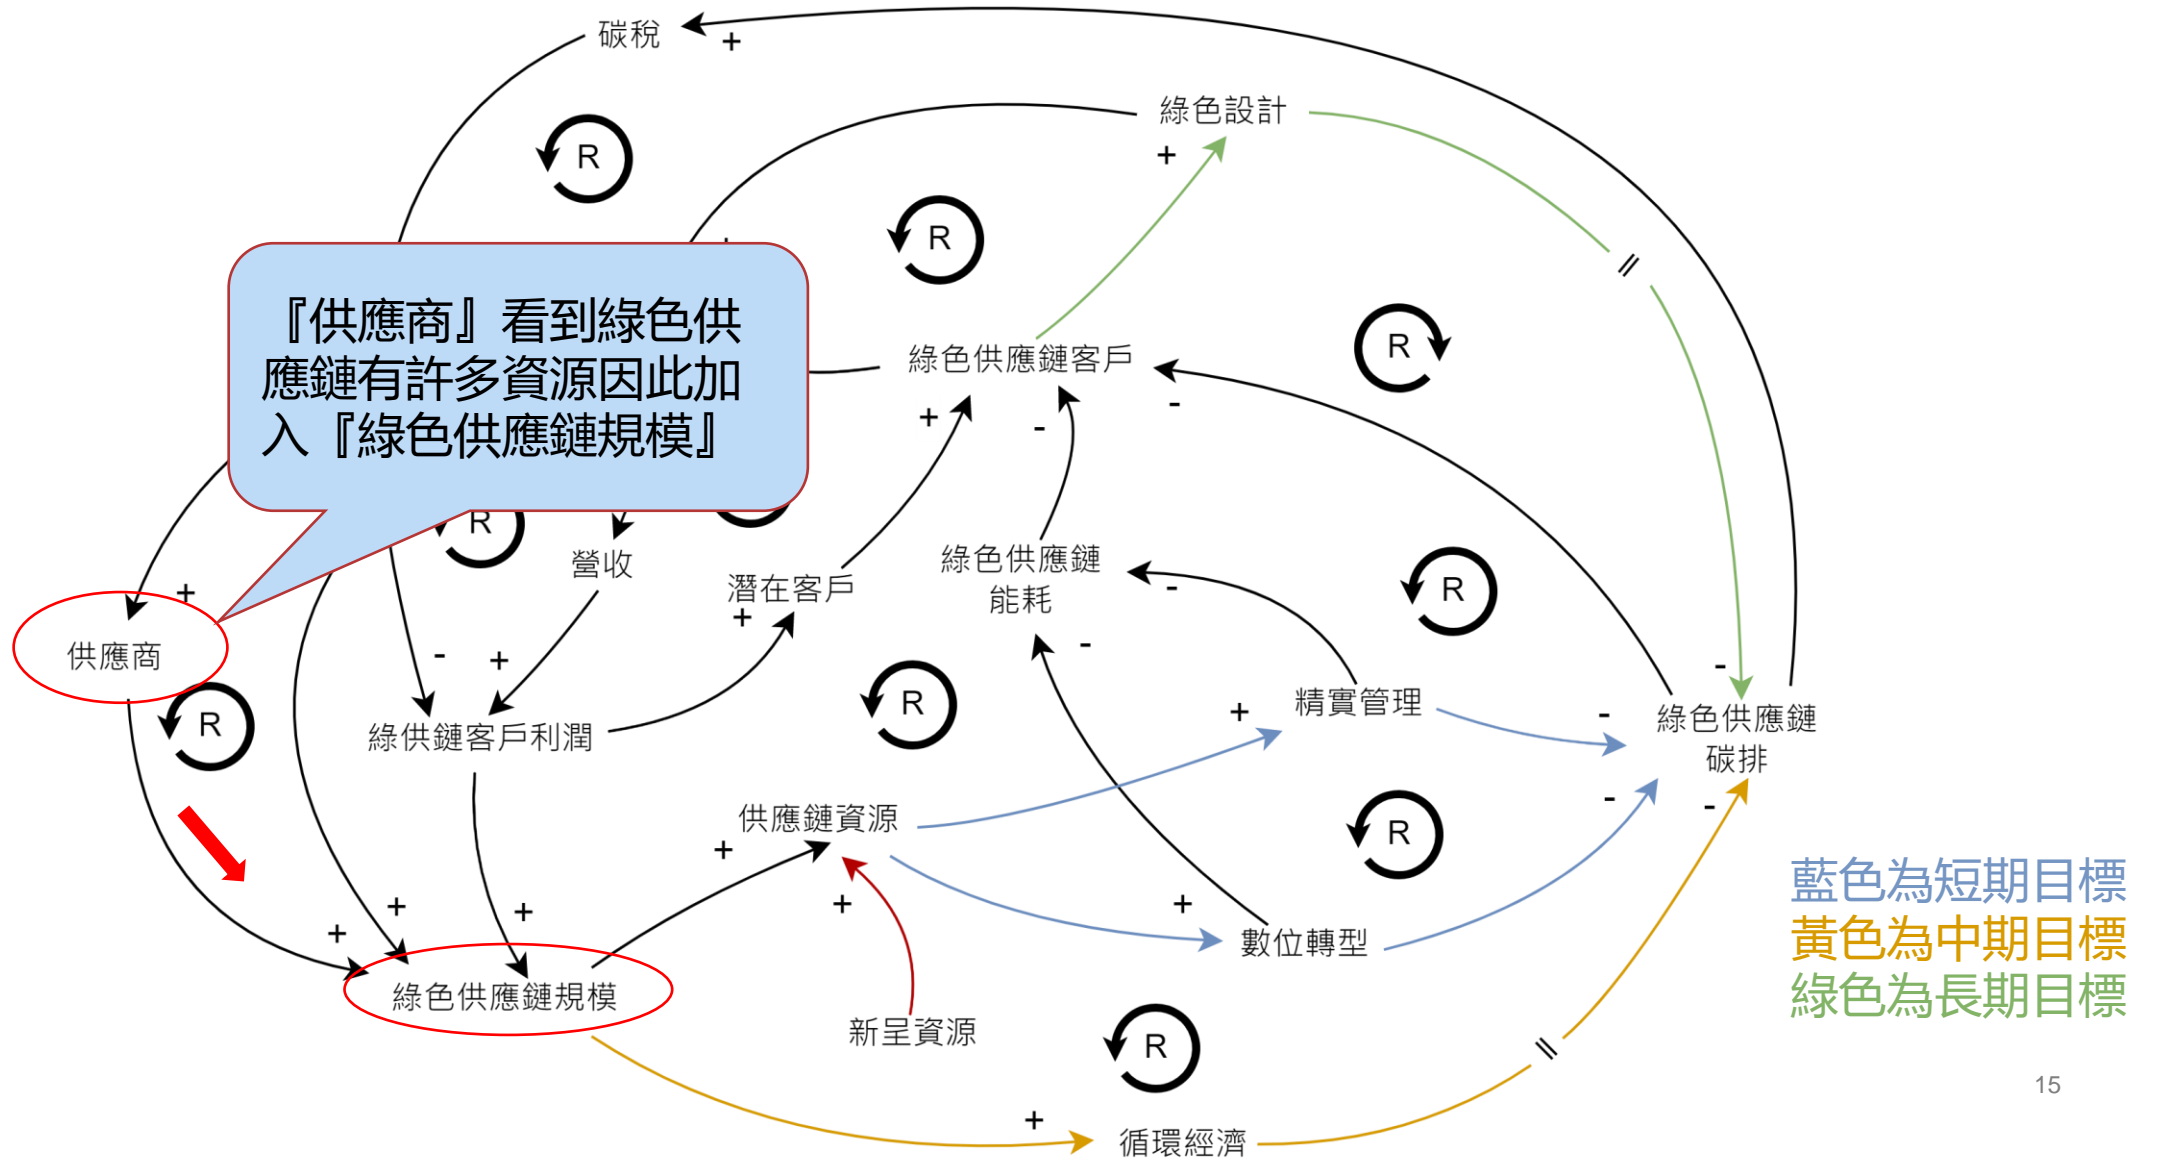 碳稅
+
綠色設計
+
R
R
『供應商』看到綠色供
應鏈有許多資源因此加
入『綠色供應鏈規模』
綠色供應鏈客戶
R
-
+
-
R
營收
潛在客戶
+
綠色供應鏈
能耗
-
R
+
供應商
-
+
-
-
R
綠供鏈客戶利潤
R
+
精實管理
-
綠色供應鏈
碳排
供應鏈資源
+
+
R
-
-
+
+
+
+
數位轉型
綠色供應鏈規模
新呈資源
R
+
循環經濟
藍色為短期目標
黃色為中期目標
綠色為長期目標
15